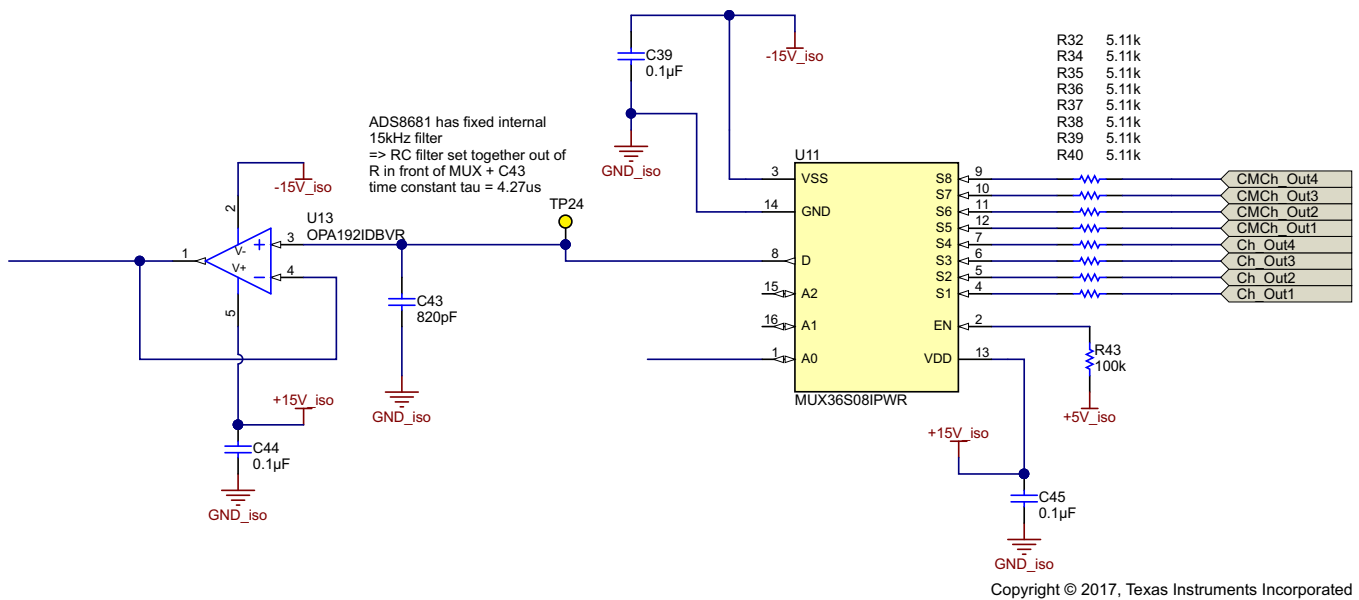 R32 5.11k
R34 5.11k
R35 5.11k
R36 5.11k
R37 5.11k
R38 5.11k
R39 5.11k
R40 5.11k
C39
0.1µF
-15V_iso
GND_iso
ADS8681 has fixed internal
15kHz filter
=> RC filter set together out of
R in front of MUX + C43
time constant tau = 4.27us
-15V_iso
2
U13
OPA192IDBVR
1
V-
V+
+
−
3
4
5
TP24
C43
820pF
GND_iso
+15V_iso
C44
0.1µF
GND_iso
U11
3 VSS
14 GND
8 D
15 A2
16 A1
1 A0
S8 9
S7 10
S6 11
S5 12
S4 7
S3 6
S2 5
S1 4
EN 2
VDD 13
MUX36S08IPWR
CMCh_Out4
CMCh_Out3
CMCh_Out2
CMCh_Out1
Ch_Out4
Ch_Out3
Ch_Out2
Ch_Out1
R43
100k
+5V_iso
+15V_iso
C45
0.1µF
GND_iso
Copyright © 2017, Texas Instruments Incorporated